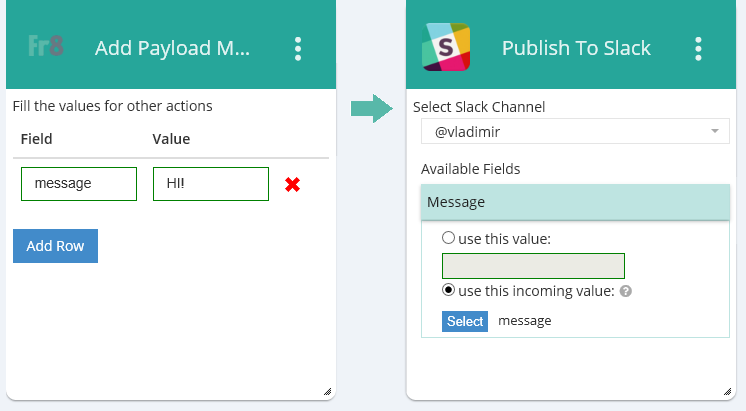 Fr8
Add Payload M...
Fill the values for other actions
Field Value
message HI!
Add Row
S
Publish To Slack
Select Slack Channel
@vladimir
Available Fields
Message
use this value:
use this incoming value: ?
Select message